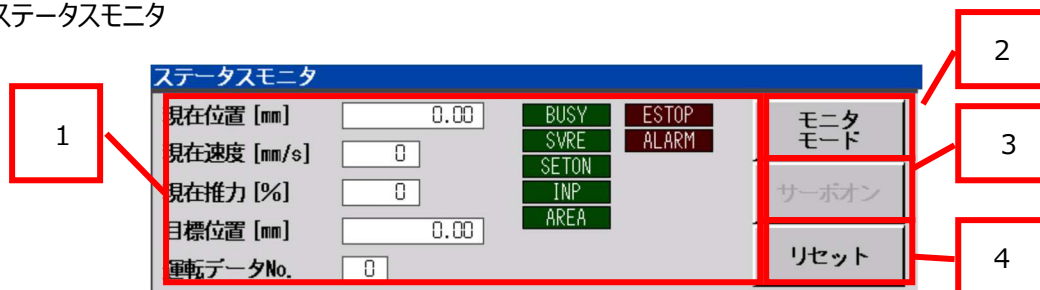 ステータスモニタ
2
ステータスモニタ
1
現在位置 [mm] 0.00 BUSY ESTOP モニタ
モード
現在速度 [mm/s] 0 SVRE ALARM
3
SETON
現在推力 [%] 0 INP サーボオン
目標位置 [mm] 0.00 AREA
運転データNo. 0 リセット
4